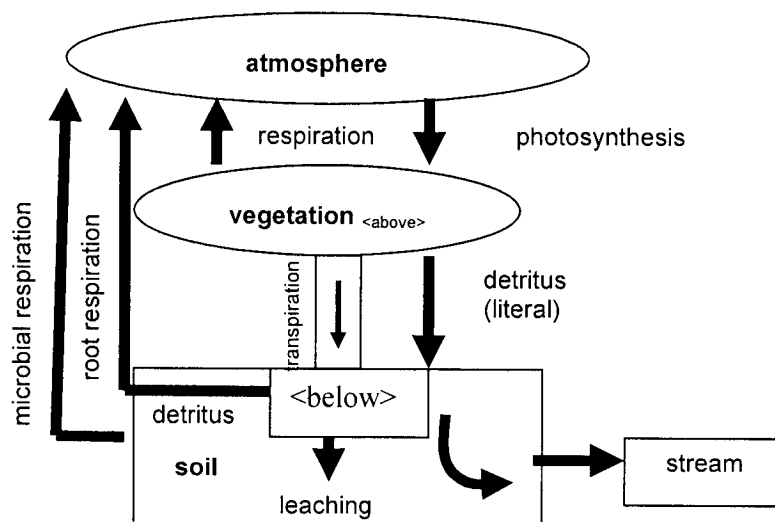 atmosphere
respiration
photosynthesis
vegetation <above>
microbial respiration
root respiration
transpiration
detritus
(literal)
<below>
detritus
soil
leaching
stream